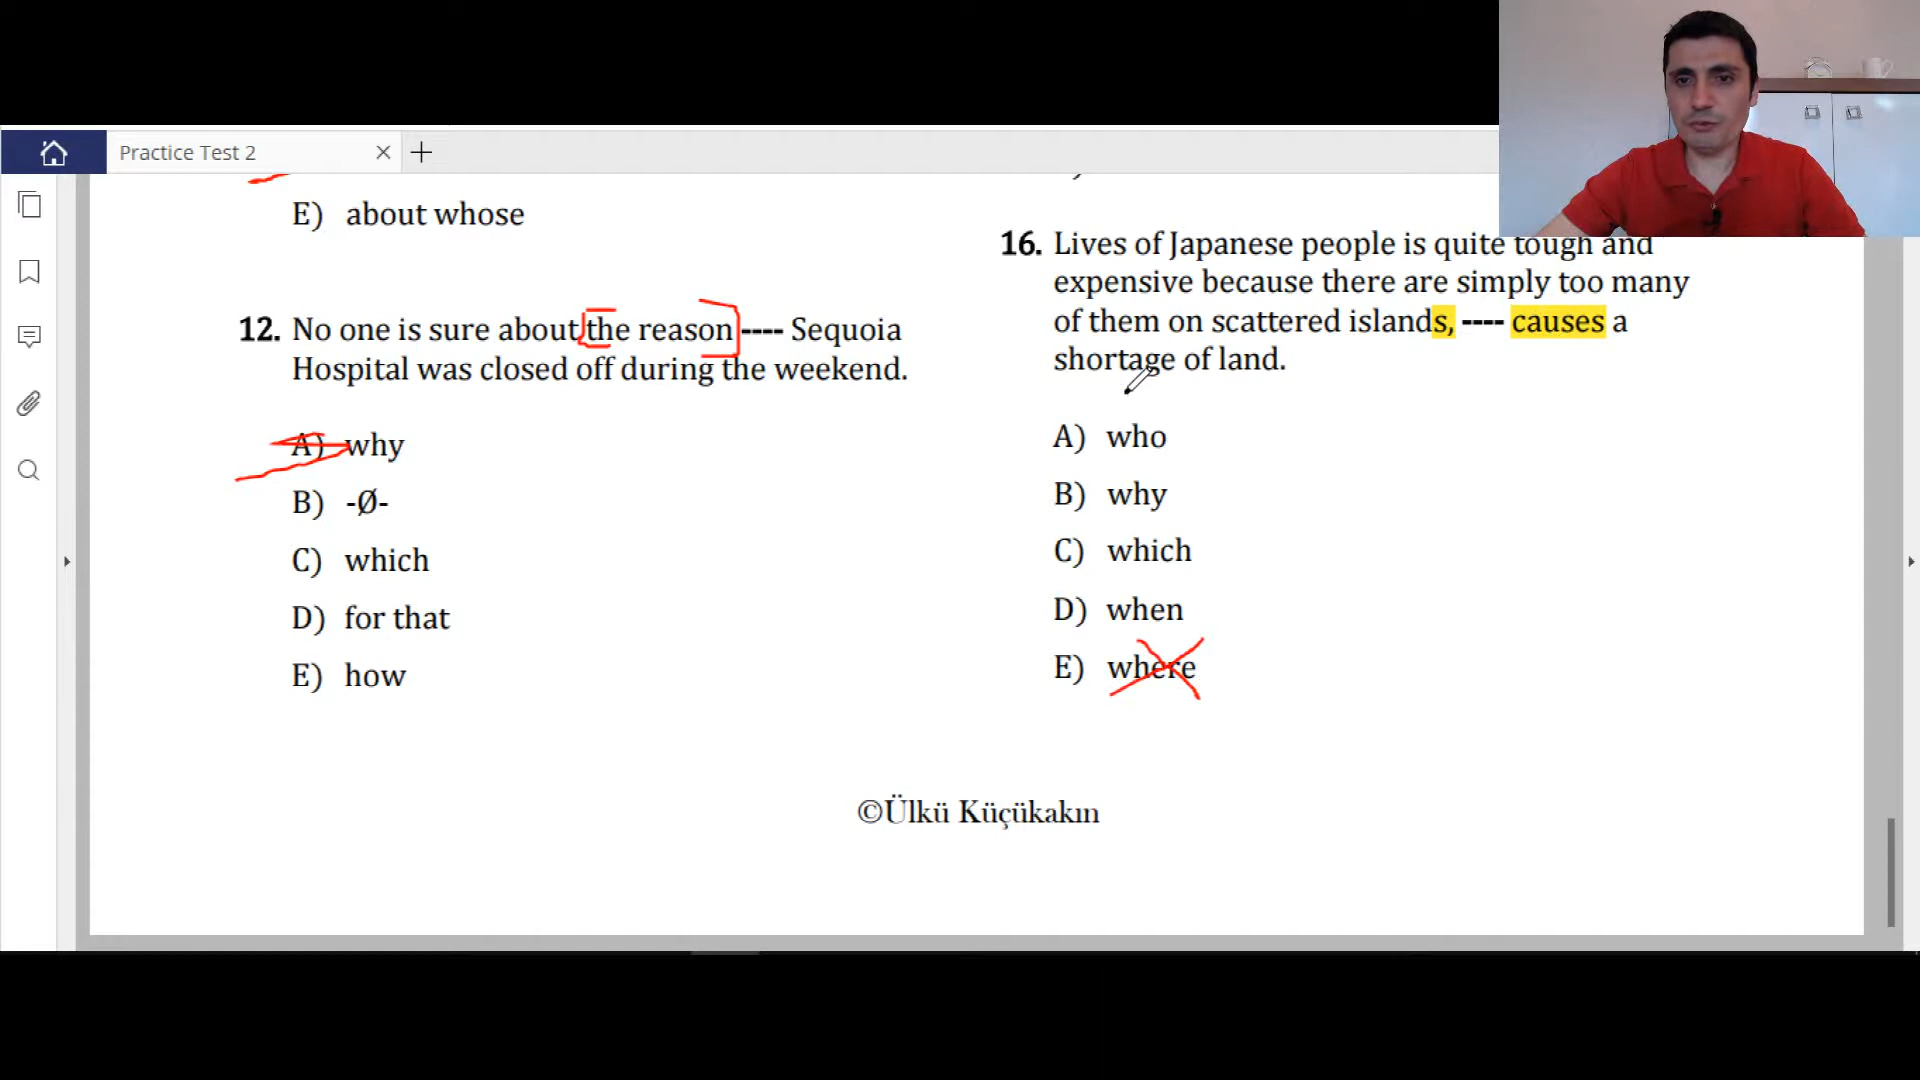 Practice Test 2
E) about whose
12. No one is sure about the reason ---- Sequoia
Hospital was closed off during the weekend.
A) why
B) -Ø-
C) which
D) for that
E) how
16. Lives of Japanese people is quite tough and
expensive because there are simply too many
of them on scattered islands, ---- causes a
shortage of land.
A) who
B) why
C) which
D) when
E) where
©Ülkü Küçükakın